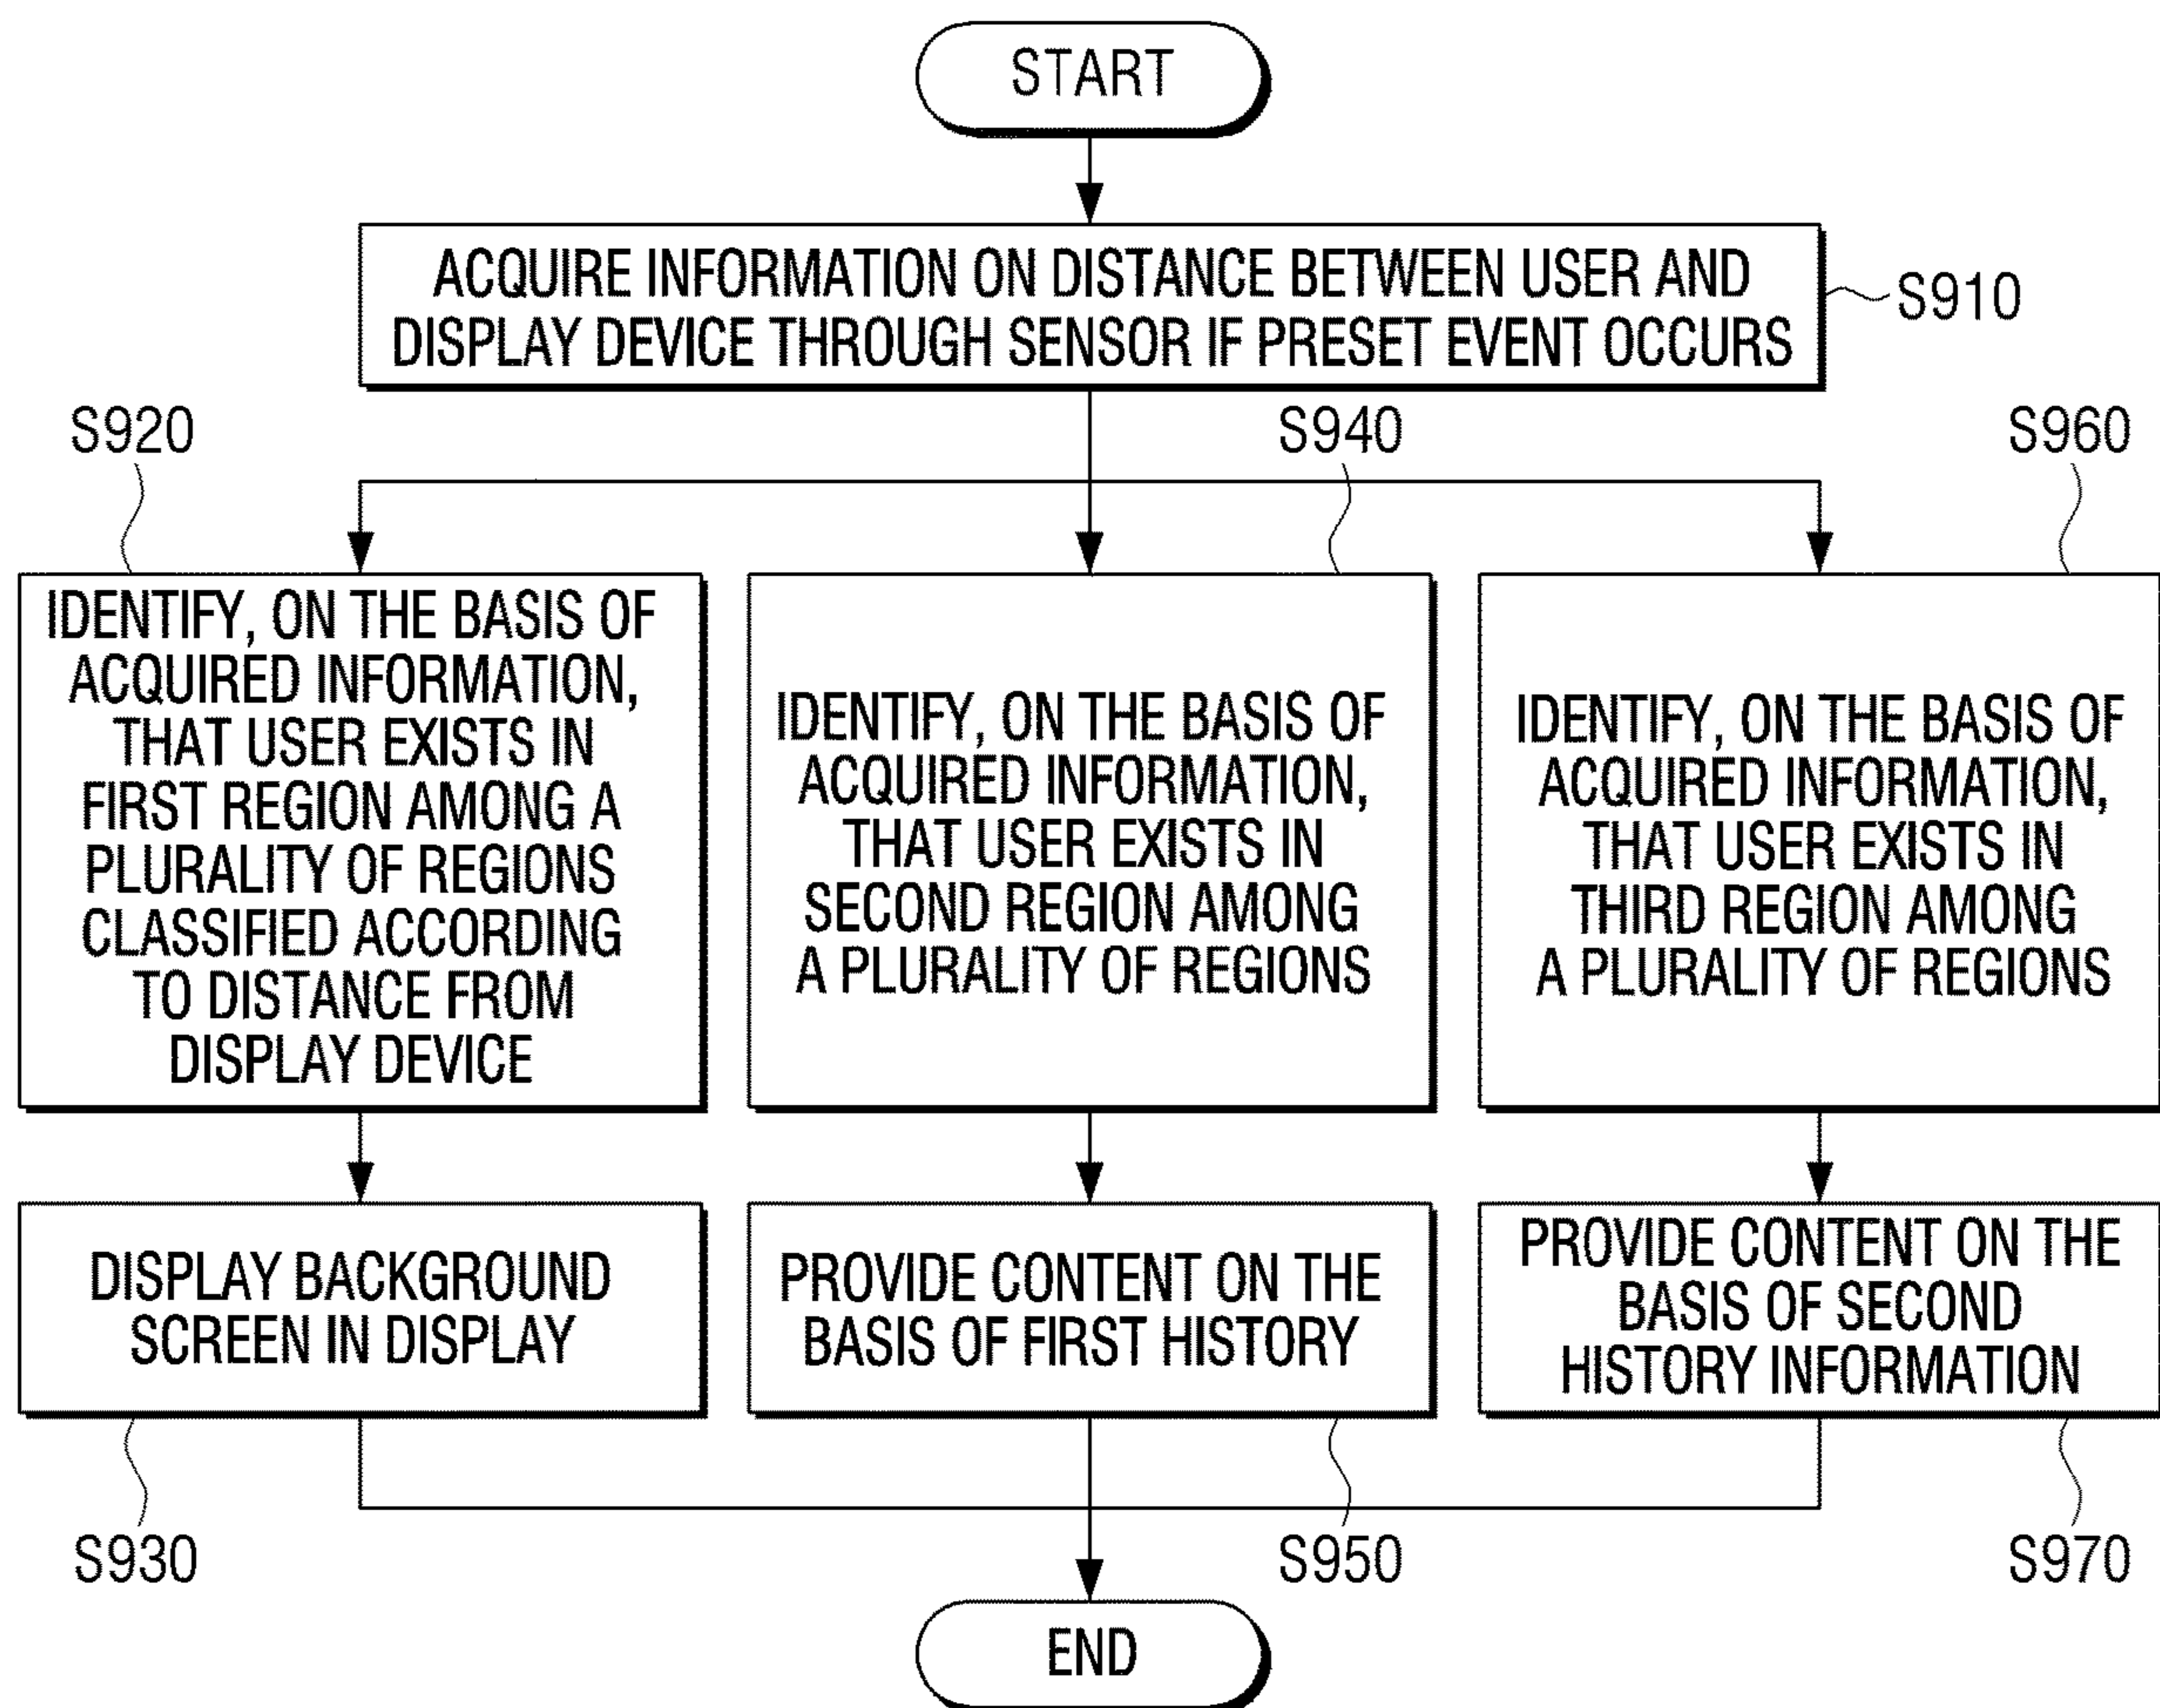 START
ACQUIRE INFORMATION ON DISTANCE BETWEEN USER AND
DISPLAY DEVICE THROUGH SENSOR IF PRESET EVENT OCCURS
S910
S920
S940
S960
IDENTIFY, ON THE BASIS OF
ACQUIRED INFORMATION,
THAT USER EXISTS IN
FIRST REGION AMONG A
PLURALITY OF REGIONS
CLASSIFIED ACCORDING
TO DISTANCE FROM
DISPLAY DEVICE
IDENTIFY, ON THE BASIS OF
ACQUIRED INFORMATION,
THAT USER EXISTS IN
SECOND REGION AMONG
A PLURALITY OF REGIONS
IDENTIFY, ON THE BASIS OF
ACQUIRED INFORMATION,
THAT USER EXISTS IN
THIRD REGION AMONG
A PLURALITY OF REGIONS
DISPLAY BACKGROUND
SCREEN IN DISPLAY
PROVIDE CONTENT ON THE
BASIS OF FIRST HISTORY
PROVIDE CONTENT ON THE
BASIS OF SECOND
HISTORY INFORMATION
S930
S950
S970
END